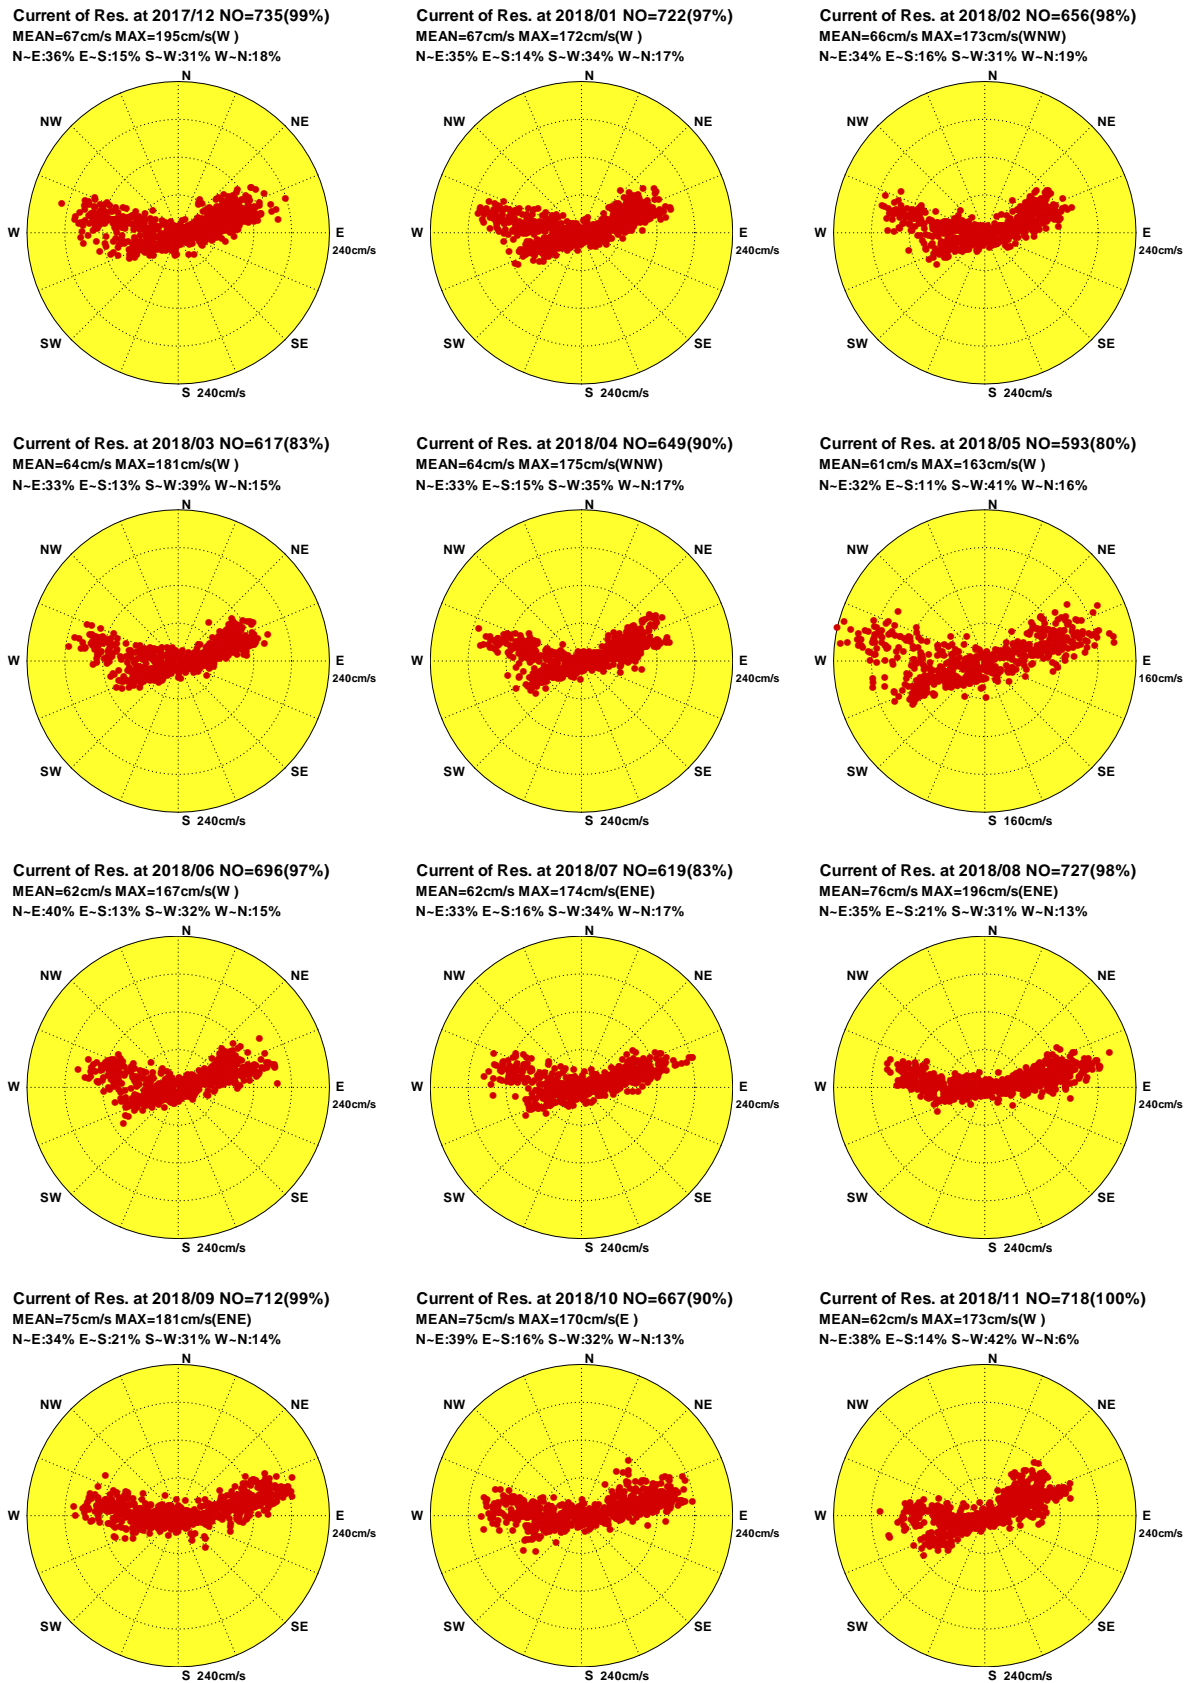 Current of Res. at 2017/12 NO=735(99%)
MEAN=67cm/s MAX=195cm/s(W )
N~E:36% E~S:15% S~W:31% W~N:18%
N
NW
NE
W
E
240cm/s
SW
SE
S 240cm/s
Current of Res. at 2018/01 NO=722(97%)
MEAN=67cm/s MAX=172cm/s(W )
N~E:35% E~S:14% S~W:34% W~N:17%
N
NW
NE
W
E
240cm/s
SW
SE
S 240cm/s
Current of Res. at 2018/02 NO=656(98%)
MEAN=66cm/s MAX=173cm/s(WNW)
N~E:34% E~S:16% S~W:31% W~N:19%
N
NW
NE
W
E
240cm/s
SW
SE
S 240cm/s
Current of Res. at 2018/03 NO=617(83%)
MEAN=64cm/s MAX=181cm/s(W )
N~E:33% E~S:13% S~W:39% W~N:15%
N
NW
NE
W
E
240cm/s
SW
SE
S 240cm/s
Current of Res. at 2018/04 NO=649(90%)
MEAN=64cm/s MAX=175cm/s(WNW)
N~E:33% E~S:15% S~W:35% W~N:17%
N
NW
NE
W
E
240cm/s
SW
SE
S 240cm/s
Current of Res. at 2018/05 NO=593(80%)
MEAN=61cm/s MAX=163cm/s(W )
N~E:32% E~S:11% S~W:41% W~N:16%
N
NW
NE
W
E
160cm/s
SW
SE
S 160cm/s
Current of Res. at 2018/06 NO=696(97%)
MEAN=62cm/s MAX=167cm/s(W )
N~E:40% E~S:13% S~W:32% W~N:15%
N
NW
NE
W
E
240cm/s
SW
SE
S 240cm/s
Current of Res. at 2018/07 NO=619(83%)
MEAN=62cm/s MAX=174cm/s(ENE)
N~E:33% E~S:16% S~W:34% W~N:17%
N
NW
NE
W
E
240cm/s
SW
SE
S 240cm/s
Current of Res. at 2018/08 NO=727(98%)
MEAN=76cm/s MAX=196cm/s(ENE)
N~E:35% E~S:21% S~W:31% W~N:13%
N
NW
NE
W
E
240cm/s
SW
SE
S 240cm/s
Current of Res. at 2018/09 NO=712(99%)
MEAN=75cm/s MAX=181cm/s(ENE)
N~E:34% E~S:21% S~W:31% W~N:14%
N
NW
NE
W
E
240cm/s
SW
SE
S 240cm/s
Current of Res. at 2018/10 NO=667(90%)
MEAN=75cm/s MAX=170cm/s(E )
N~E:39% E~S:16% S~W:32% W~N:13%
N
NW
NE
W
E
240cm/s
SW
SE
S 240cm/s
Current of Res. at 2018/11 NO=718(100%)
MEAN=62cm/s MAX=173cm/s(W )
N~E:38% E~S:14% S~W:42% W~N:6%
N
NW
NE
W
E
240cm/s
SW
SE
S 240cm/s